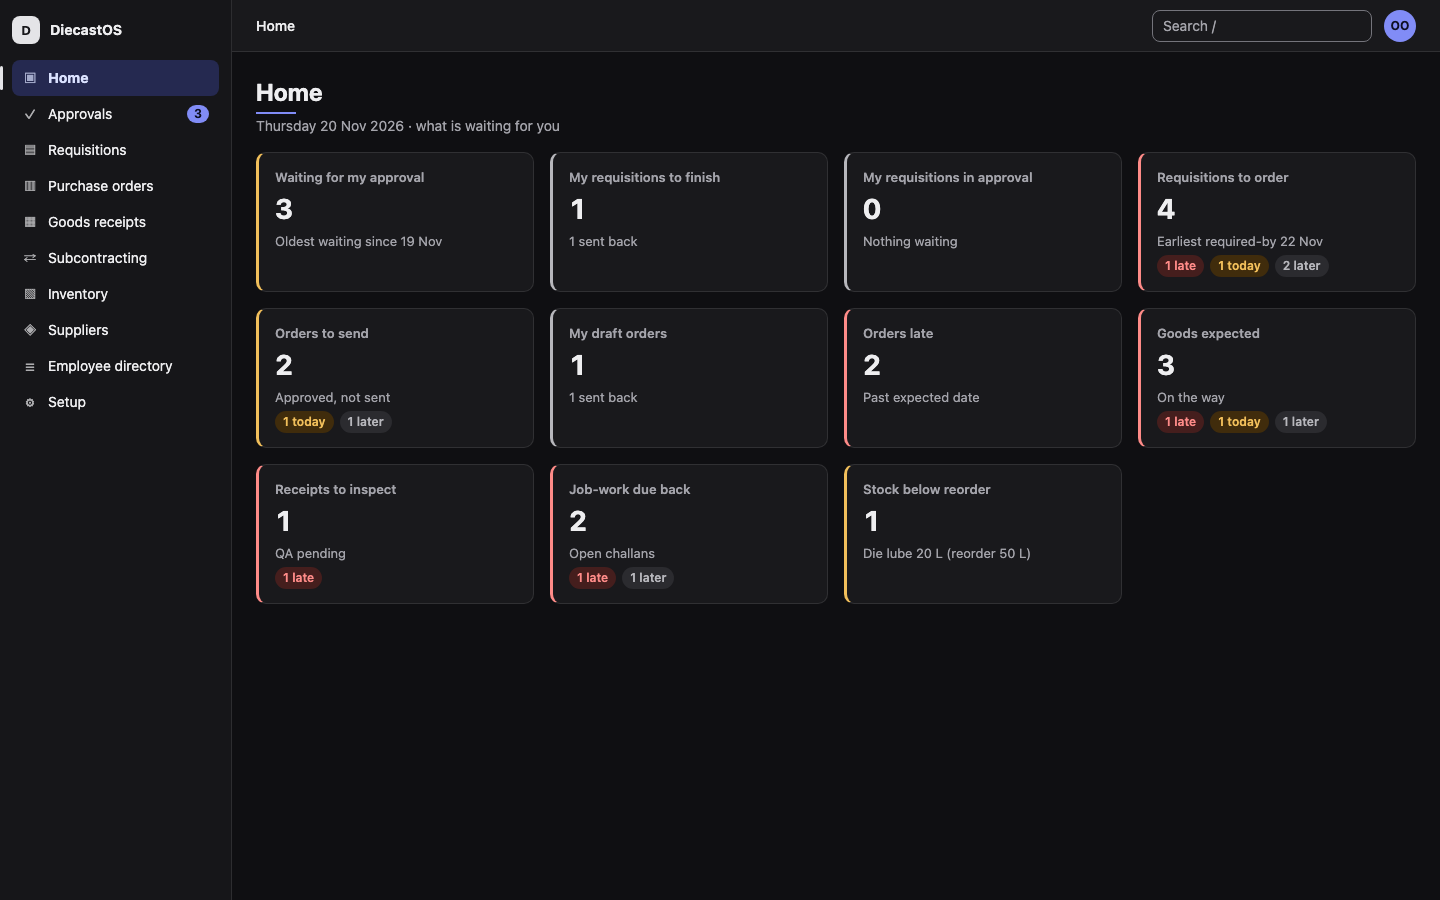 D DiecastOS
Home
Approvals 3
Requisitions
Purchase orders
Goods receipts
Subcontracting
Inventory
Suppliers
Employee directory
Setup
Home
Search /
OO
Home
Thursday 20 Nov 2026 · what is waiting for you
Waiting for my approval
3
Oldest waiting since 19 Nov
My requisitions to finish
1
1 sent back
My requisitions in approval
0
Nothing waiting
Requisitions to order
4
Earliest required-by 22 Nov
1 late 1 today 2 later
Orders to send
2
Approved, not sent
1 today 1 later
My draft orders
1
1 sent back
Orders late
2
Past expected date
Goods expected
3
On the way
1 late 1 today 1 later
Receipts to inspect
1
QA pending
1 late
Job-work due back
2
Open challans
1 late 1 later
Stock below reorder
1
Die lube 20 L (reorder 50 L)